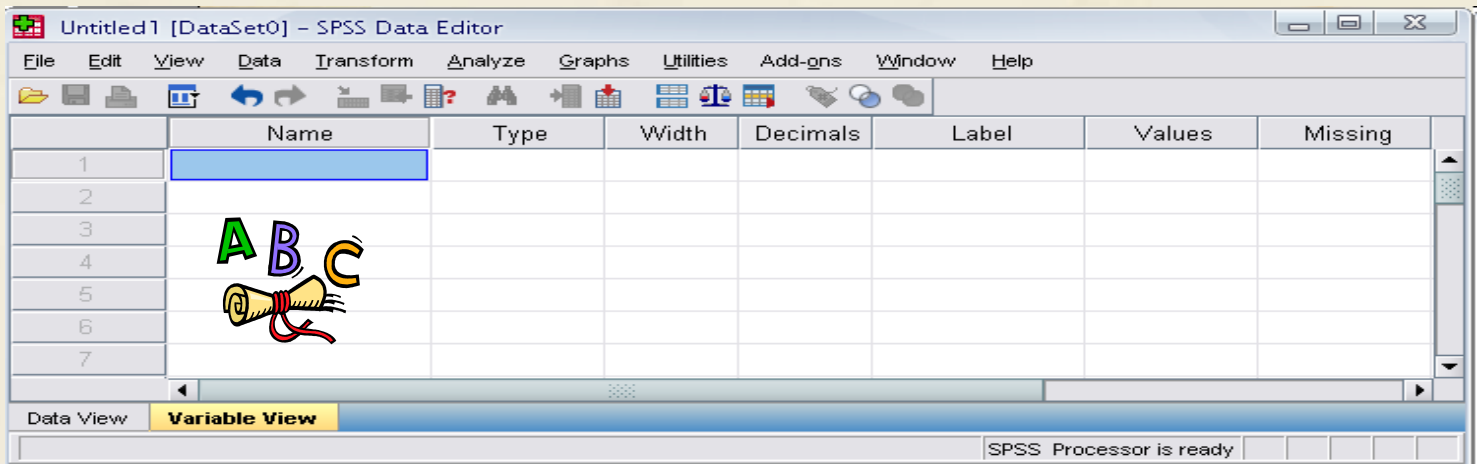 Untitled1 [DataSet0] – SPSS Data Editor
File Edit View Data Transform Analyze Graphs Utilities Add-ons Window Help
Name Type Width Decimals Label Values Missing
1
2
3
4
5
6
7
A B C
Data View Variable View
SPSS Processor is ready